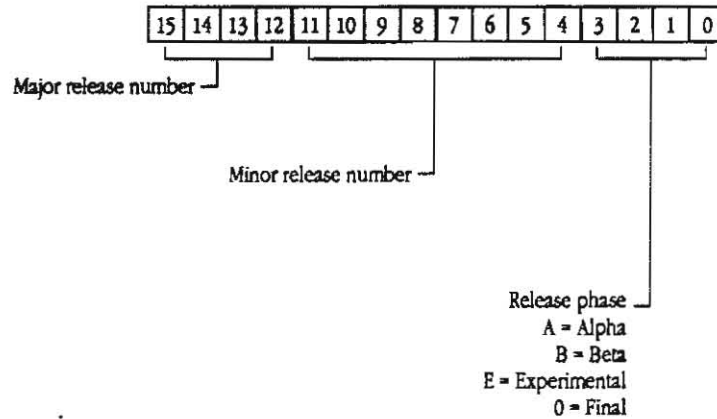 15 14 13 12 11 10 9 8 7 6 5 4 3 2 1 0
Major release number
Minor release number
Release phase
A = Alpha
B = Beta
E = Experimental
0 = Final